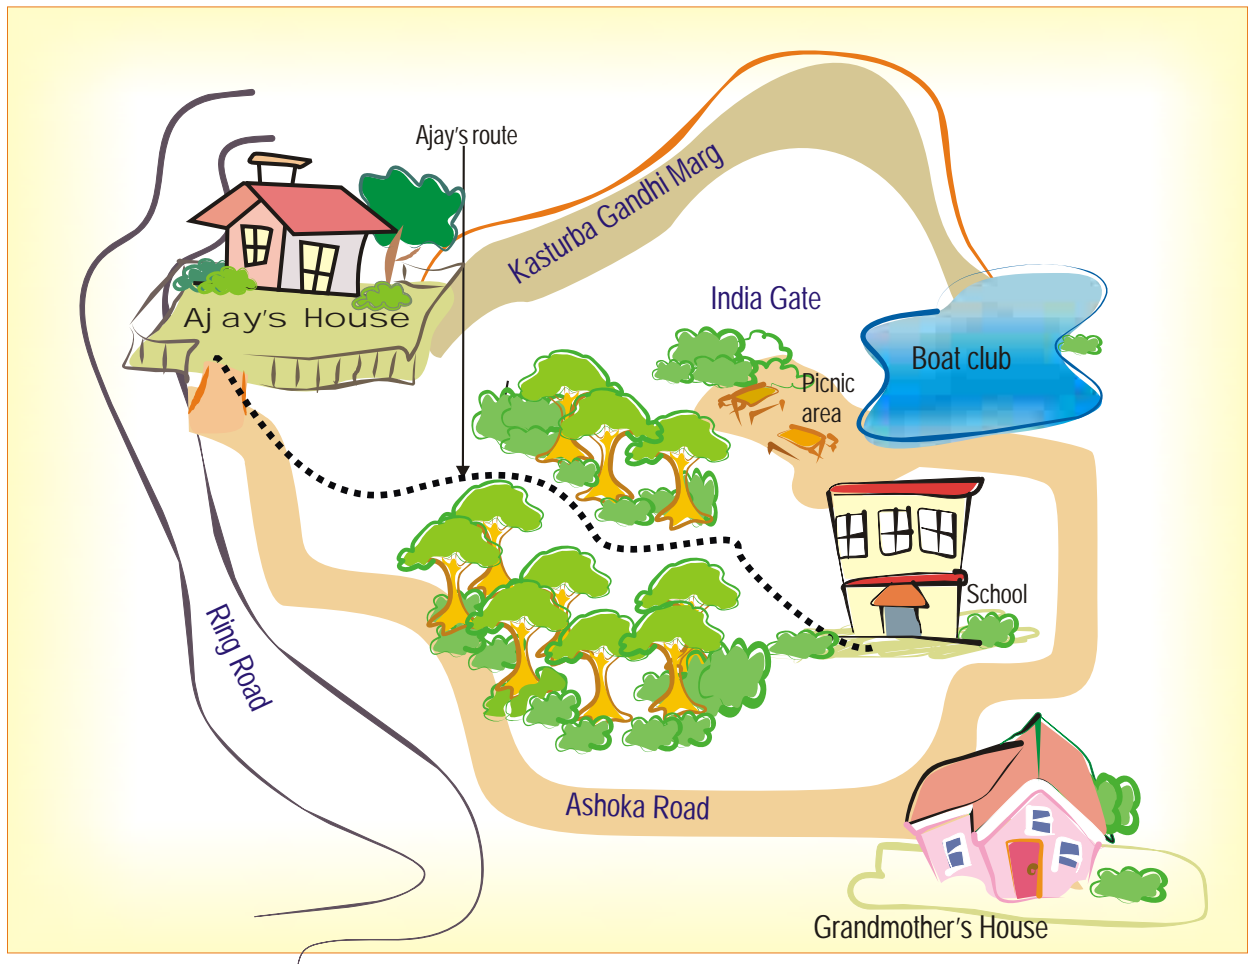 Ajay's route
Kasturba Gandhi Marg
India Gate
Ajay's House
Boat club
Picnic
area
School
Ring Road
Ashoka Road
Grandmother's House